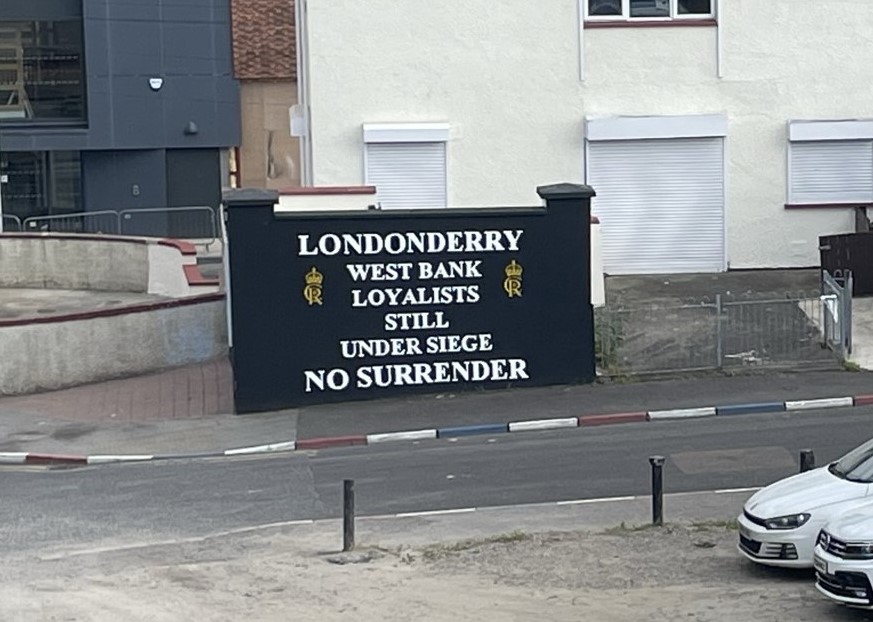 LONDONDERRY
WEST BANK
LOYALISTS
STILL
UNDER SIEGE
NO SURRENDER